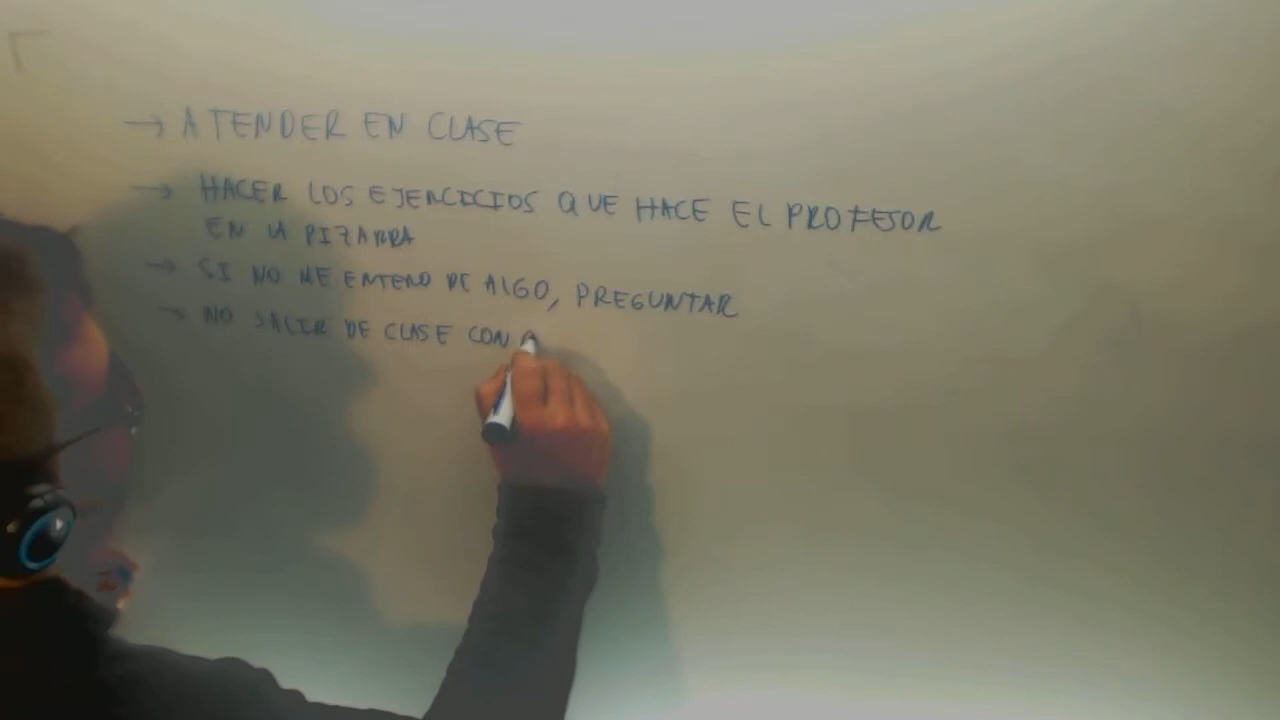 → ATENDER EN CLASE
→ HACER LOS EJERCICIOS QUE HACE EL PROFESOR
EN LA PIZARRA
→ SI NO ME ENTERO DE ALGO, PREGUNTAR
→ NO SALIR DE CLASE CON